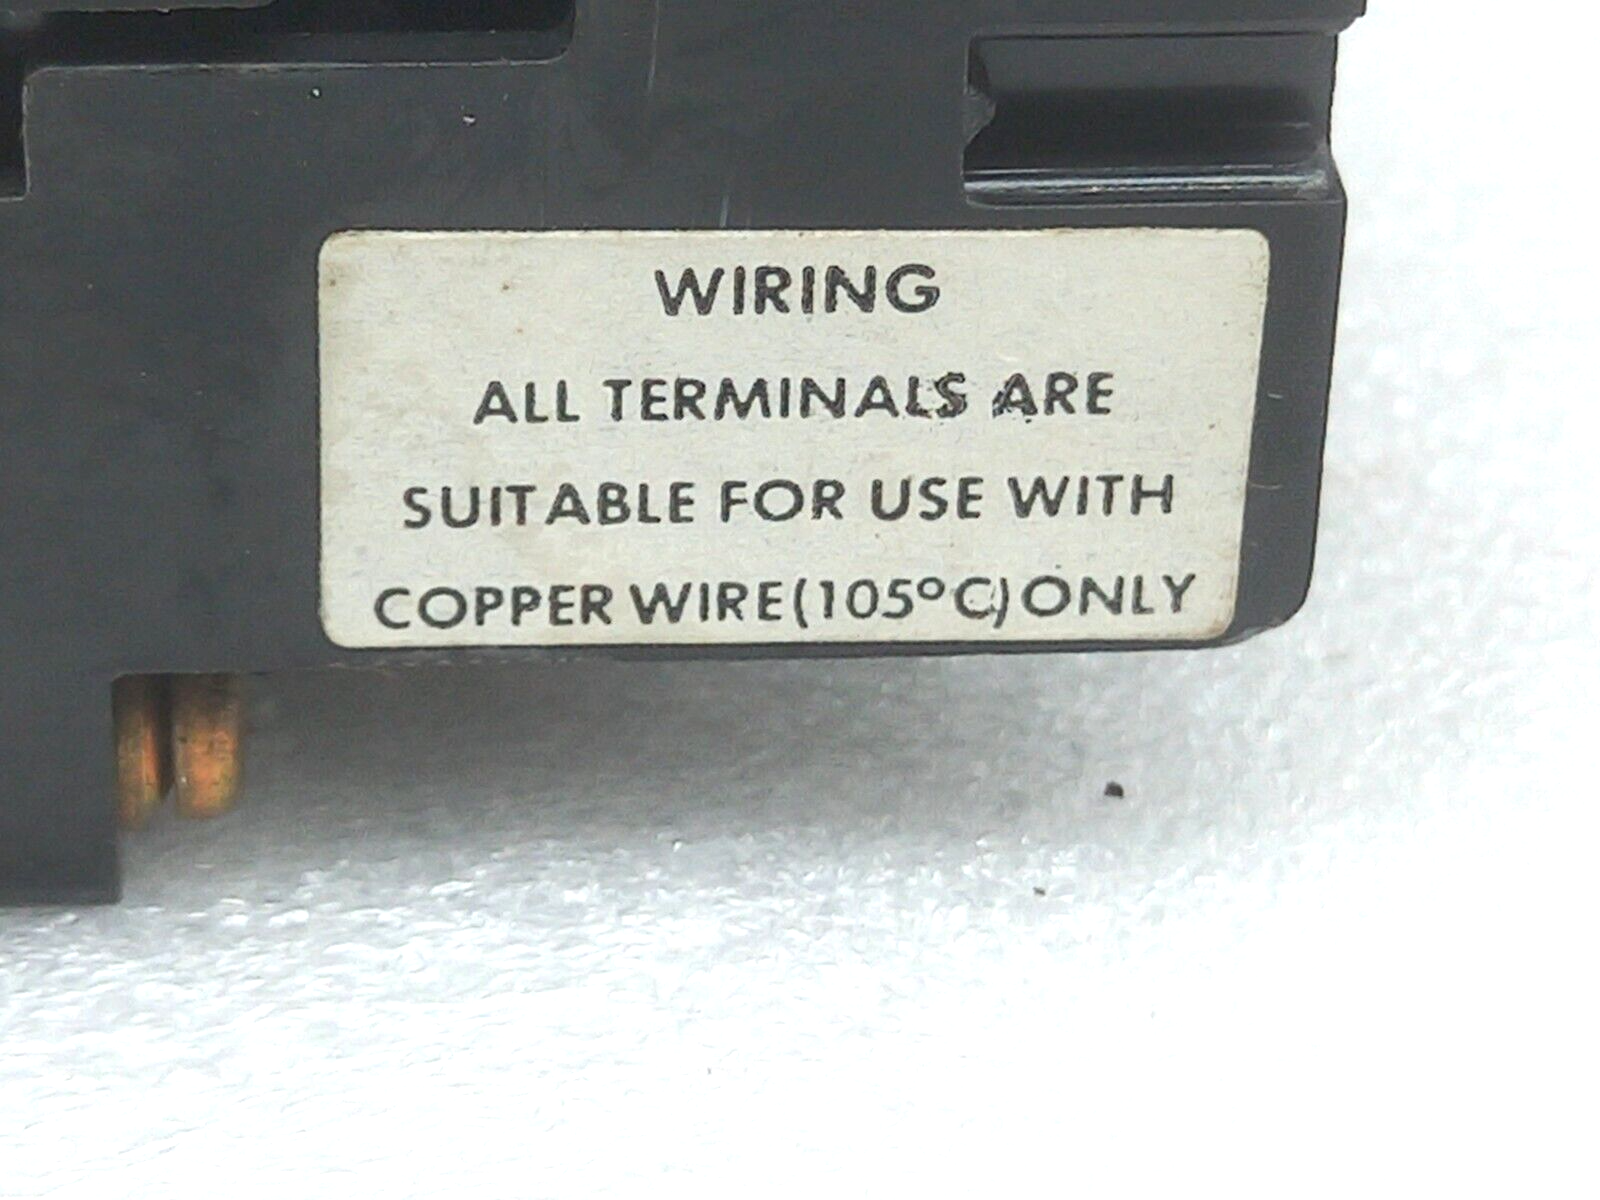 WIRING
ALL TERMINALS ARE
SUITABLE FOR USE WITH
COPPER WIRE(105°C)ONLY